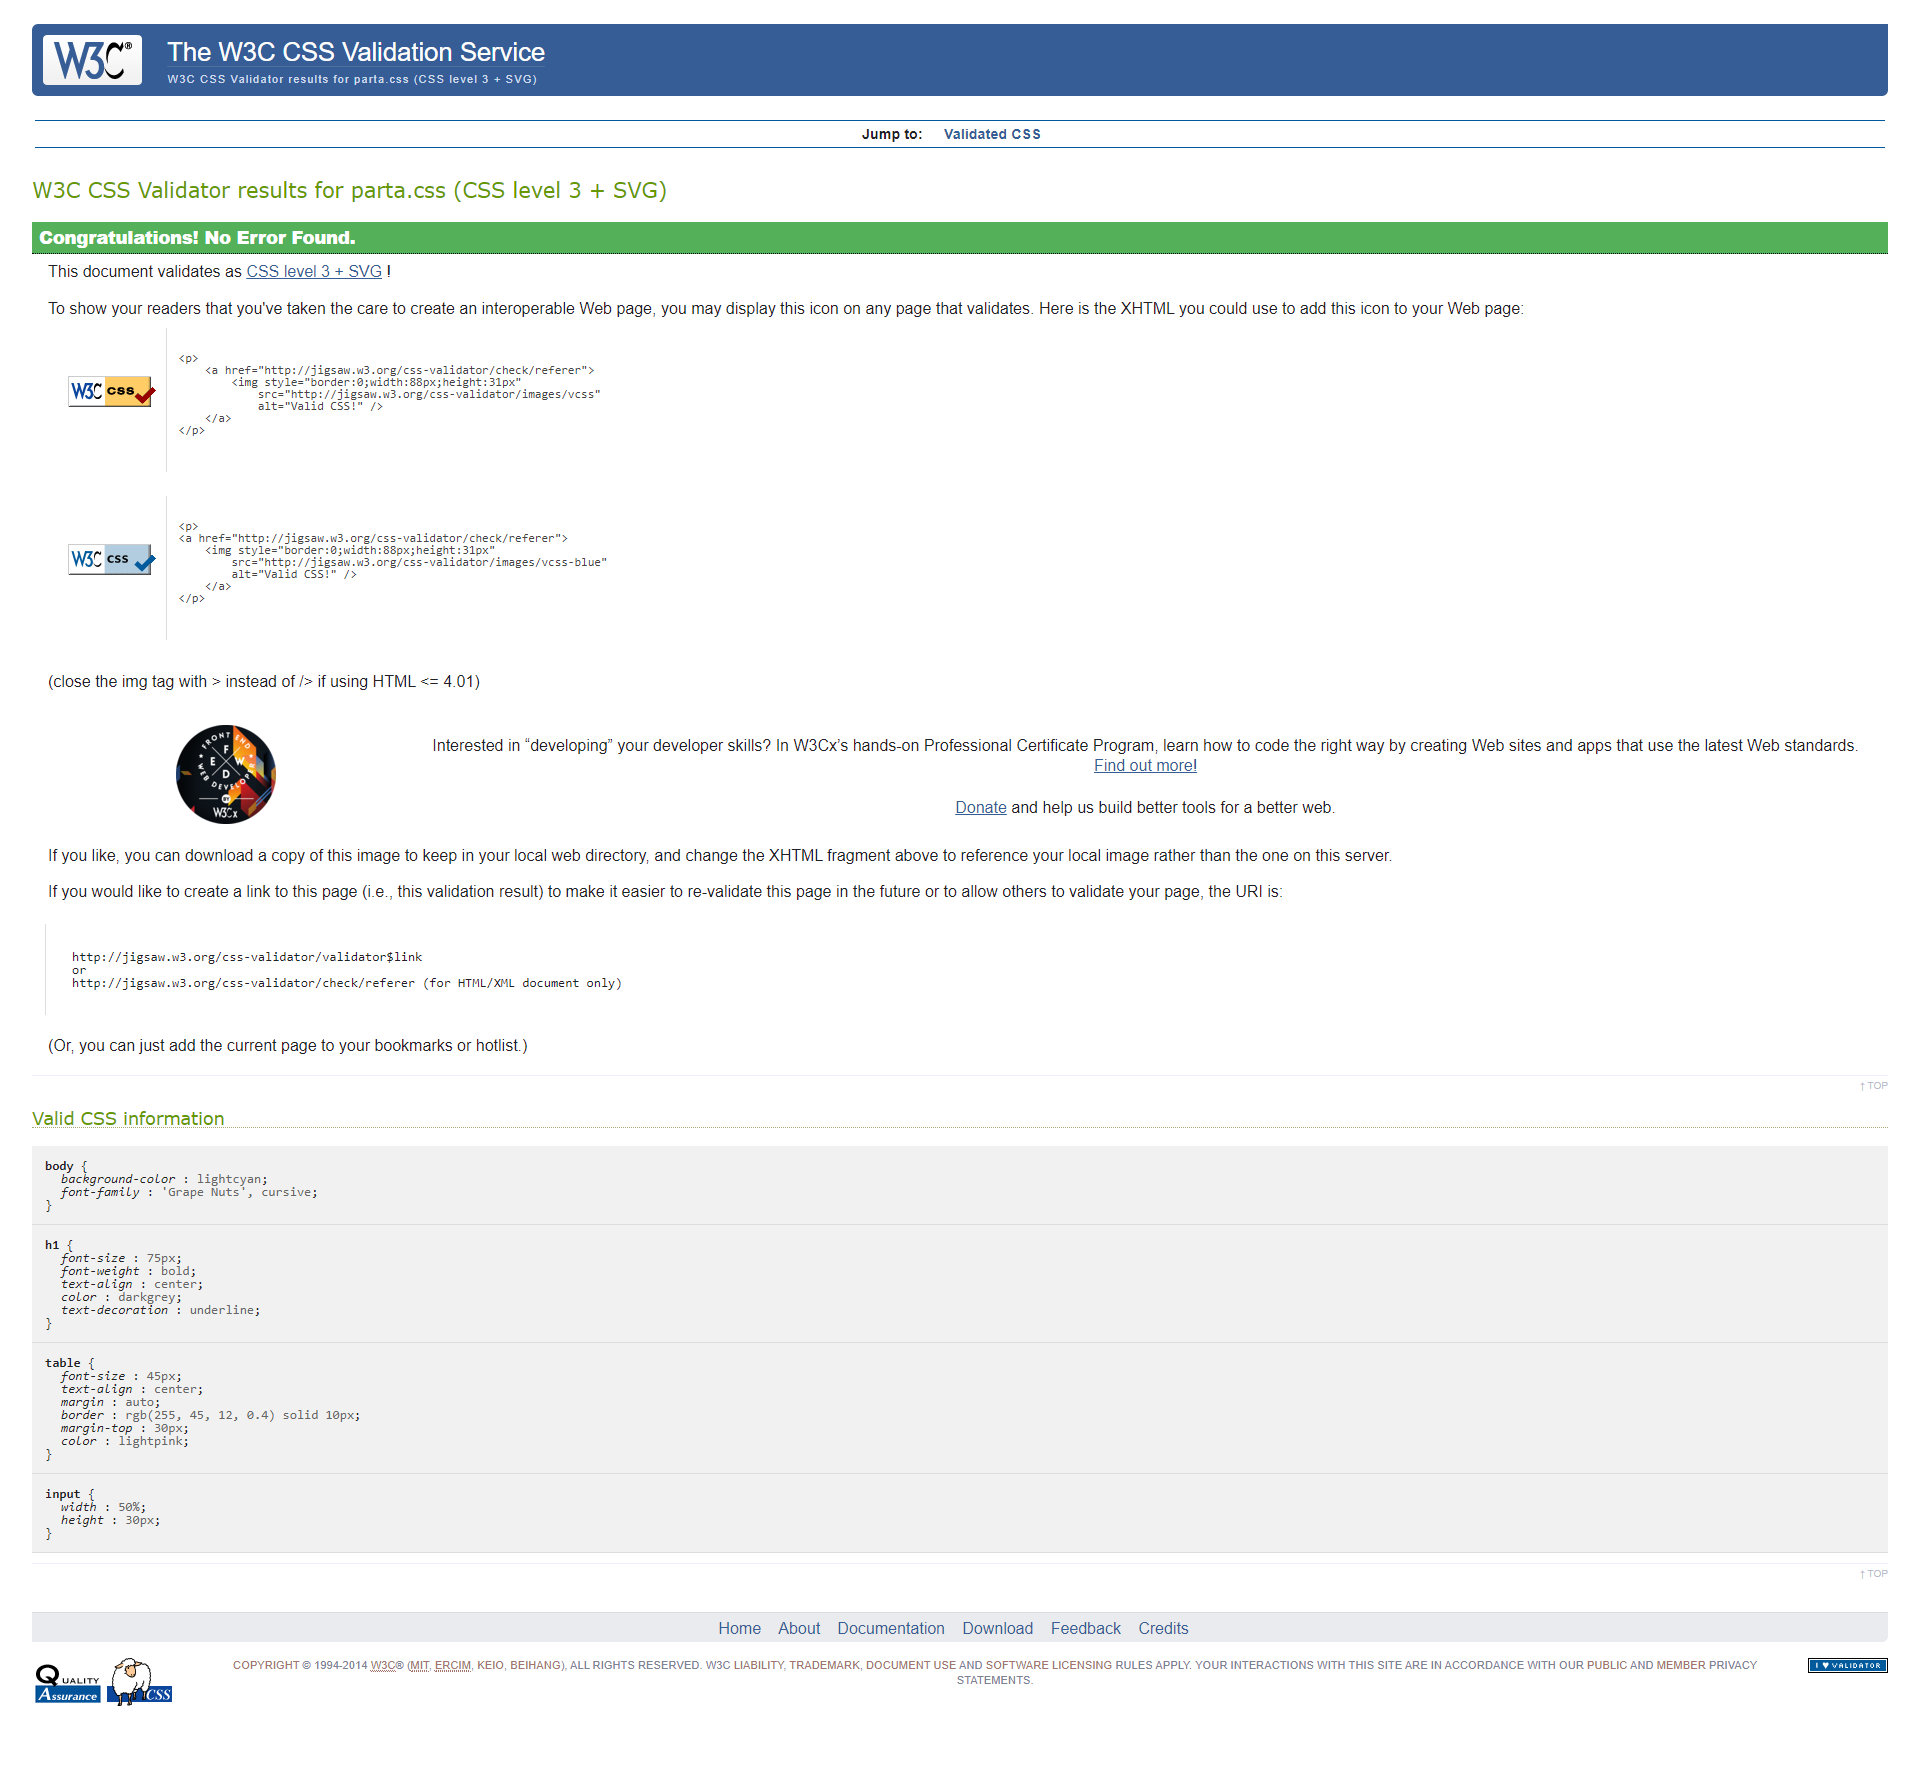 W3C®
The W3C CSS Validation Service
W3C CSS Validator results for parta.css (CSS level 3 + SVG)
Jump to: Validated CSS
W3C CSS Validator results for parta.css (CSS level 3 + SVG)
Congratulations! No Error Found.
This document validates as CSS level 3 + SVG !
To show your readers that you've taken the care to create an interoperable Web page, you may display this icon on any page that validates. Here is the XHTML you could use to add this icon to your Web page:
W3C css
<p>
    <a href="http://jigsaw.w3.org/css-validator/check/referer">
        <img style="border:0;width:88px;height:31px"
            src="http://jigsaw.w3.org/css-validator/images/vcss"
            alt="Valid CSS!" />
    </a>
</p>
W3C css
<p>
<a href="http://jigsaw.w3.org/css-validator/check/referer">
    <img style="border:0;width:88px;height:31px"
        src="http://jigsaw.w3.org/css-validator/images/vcss-blue"
        alt="Valid CSS!" />
    </a>
</p>
(close the img tag with > instead of /> if using HTML <= 4.01)
FRONT END
F E W D
WEB DEVELOPER
BY
W3Cx
Interested in “developing” your developer skills? In W3Cx’s hands-on Professional Certificate Program, learn how to code the right way by creating Web sites and apps that use the latest Web standards.
Find out more!
Donate and help us build better tools for a better web.
If you like, you can download a copy of this image to keep in your local web directory, and change the XHTML fragment above to reference your local image rather than the one on this server.
If you would like to create a link to this page (i.e., this validation result) to make it easier to re-validate this page in the future or to allow others to validate your page, the URI is:
http://jigsaw.w3.org/css-validator/validator$link
or
http://jigsaw.w3.org/css-validator/check/referer (for HTML/XML document only)
(Or, you can just add the current page to your bookmarks or hotlist.)
↑ TOP
Valid CSS information
body {
  background-color : lightcyan;
  font-family : 'Grape Nuts', cursive;
}
h1 {
  font-size : 75px;
  font-weight : bold;
  text-align : center;
  color : darkgrey;
  text-decoration : underline;
}
table {
  font-size : 45px;
  text-align : center;
  margin : auto;
  border : rgb(255, 45, 12, 0.4) solid 10px;
  margin-top : 30px;
  color : lightpink;
}
input {
  width : 50%;
  height : 30px;
}
↑ TOP
Home About Documentation Download Feedback Credits
QUALITY
Assurance
CSS
COPYRIGHT © 1994-2014 W3C® (MIT, ERCIM, KEIO, BEIHANG), ALL RIGHTS RESERVED. W3C LIABILITY, TRADEMARK, DOCUMENT USE AND SOFTWARE LICENSING RULES APPLY. YOUR INTERACTIONS WITH THIS SITE ARE IN ACCORDANCE WITH OUR PUBLIC AND MEMBER PRIVACY
STATEMENTS.
I ♥ VALIDATOR